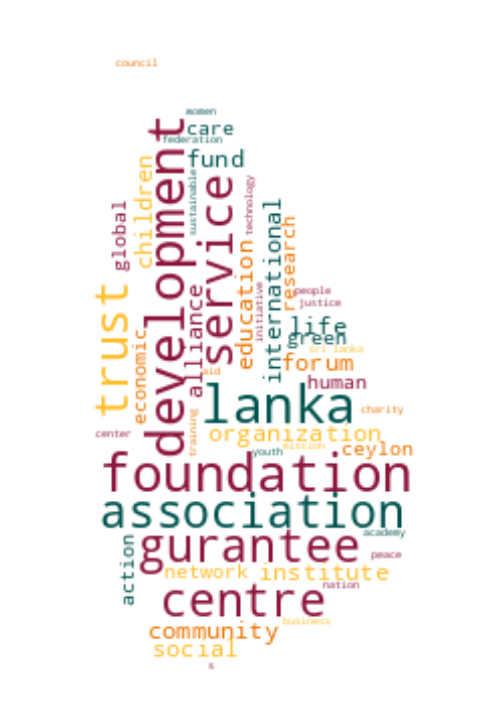 council
women
care
federation
fund
development
service
children
sustainable
technology
global
international
research
education
trust
alliance
initiative
people
justice
economic
life
green
sri lanka
forum
aid
human
lanka
charity
training
center
organization
mission
ceylon
youth
foundation
association
academy
gurantee
peace
action
network
institute
nation
centre
business
community
social
s